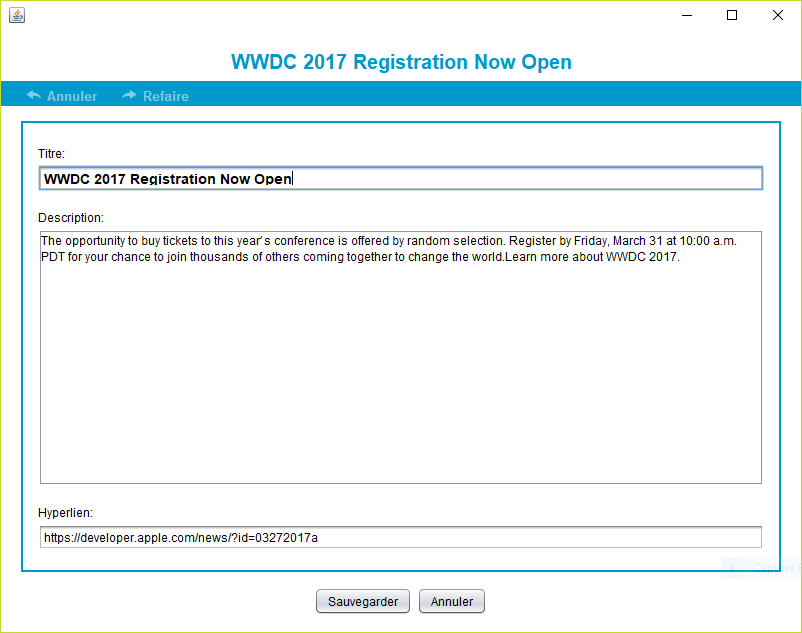 WWDC 2017 Registration Now Open
Annuler Refaire
Titre:
WWDC 2017 Registration Now Open
Description:
The opportunity to buy tickets to this year's conference is offered by random selection. Register by Friday, March 31 at 10:00 a.m.
PDT for your chance to join thousands of others coming together to change the world.Learn more about WWDC 2017.
Hyperlien:
https://developer.apple.com/news/?id=03272017a
Sauvegarder Annuler